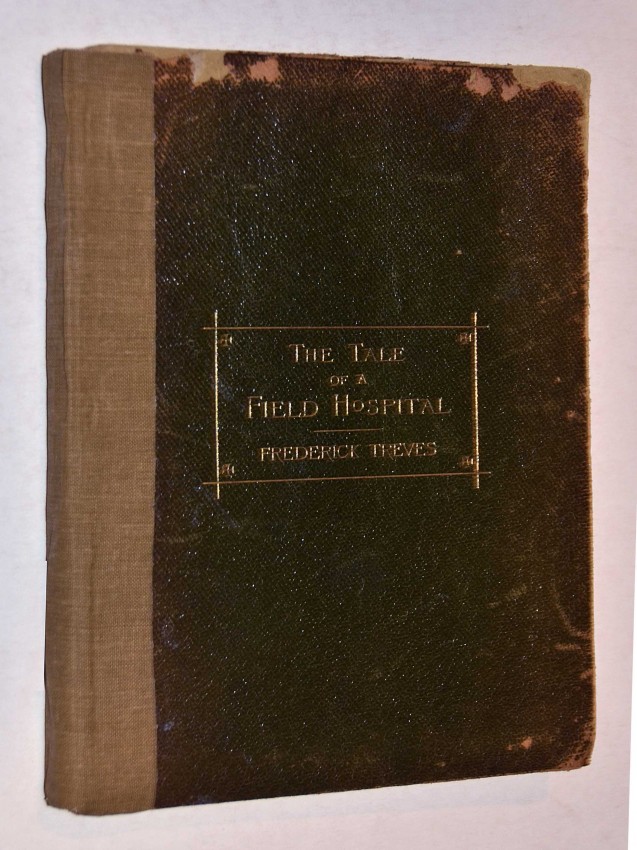 The Tale
of a
Field Hospital
Frederick Treves